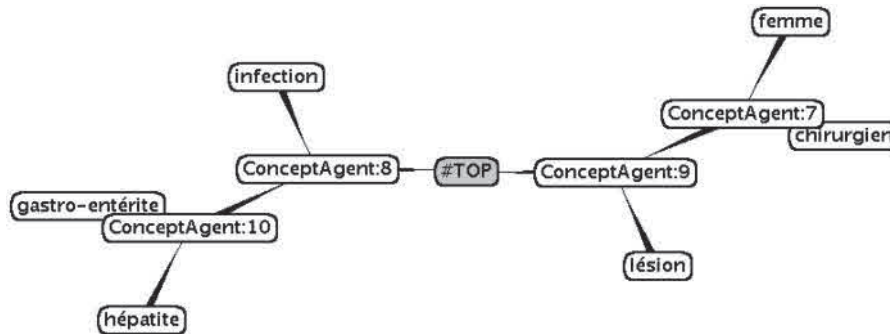 femme
infection
ConceptAgent:7
chirurgien
ConceptAgent:8
#TOP
ConceptAgent:9
gastro-entérite
ConceptAgent:10
lésion
hépatite